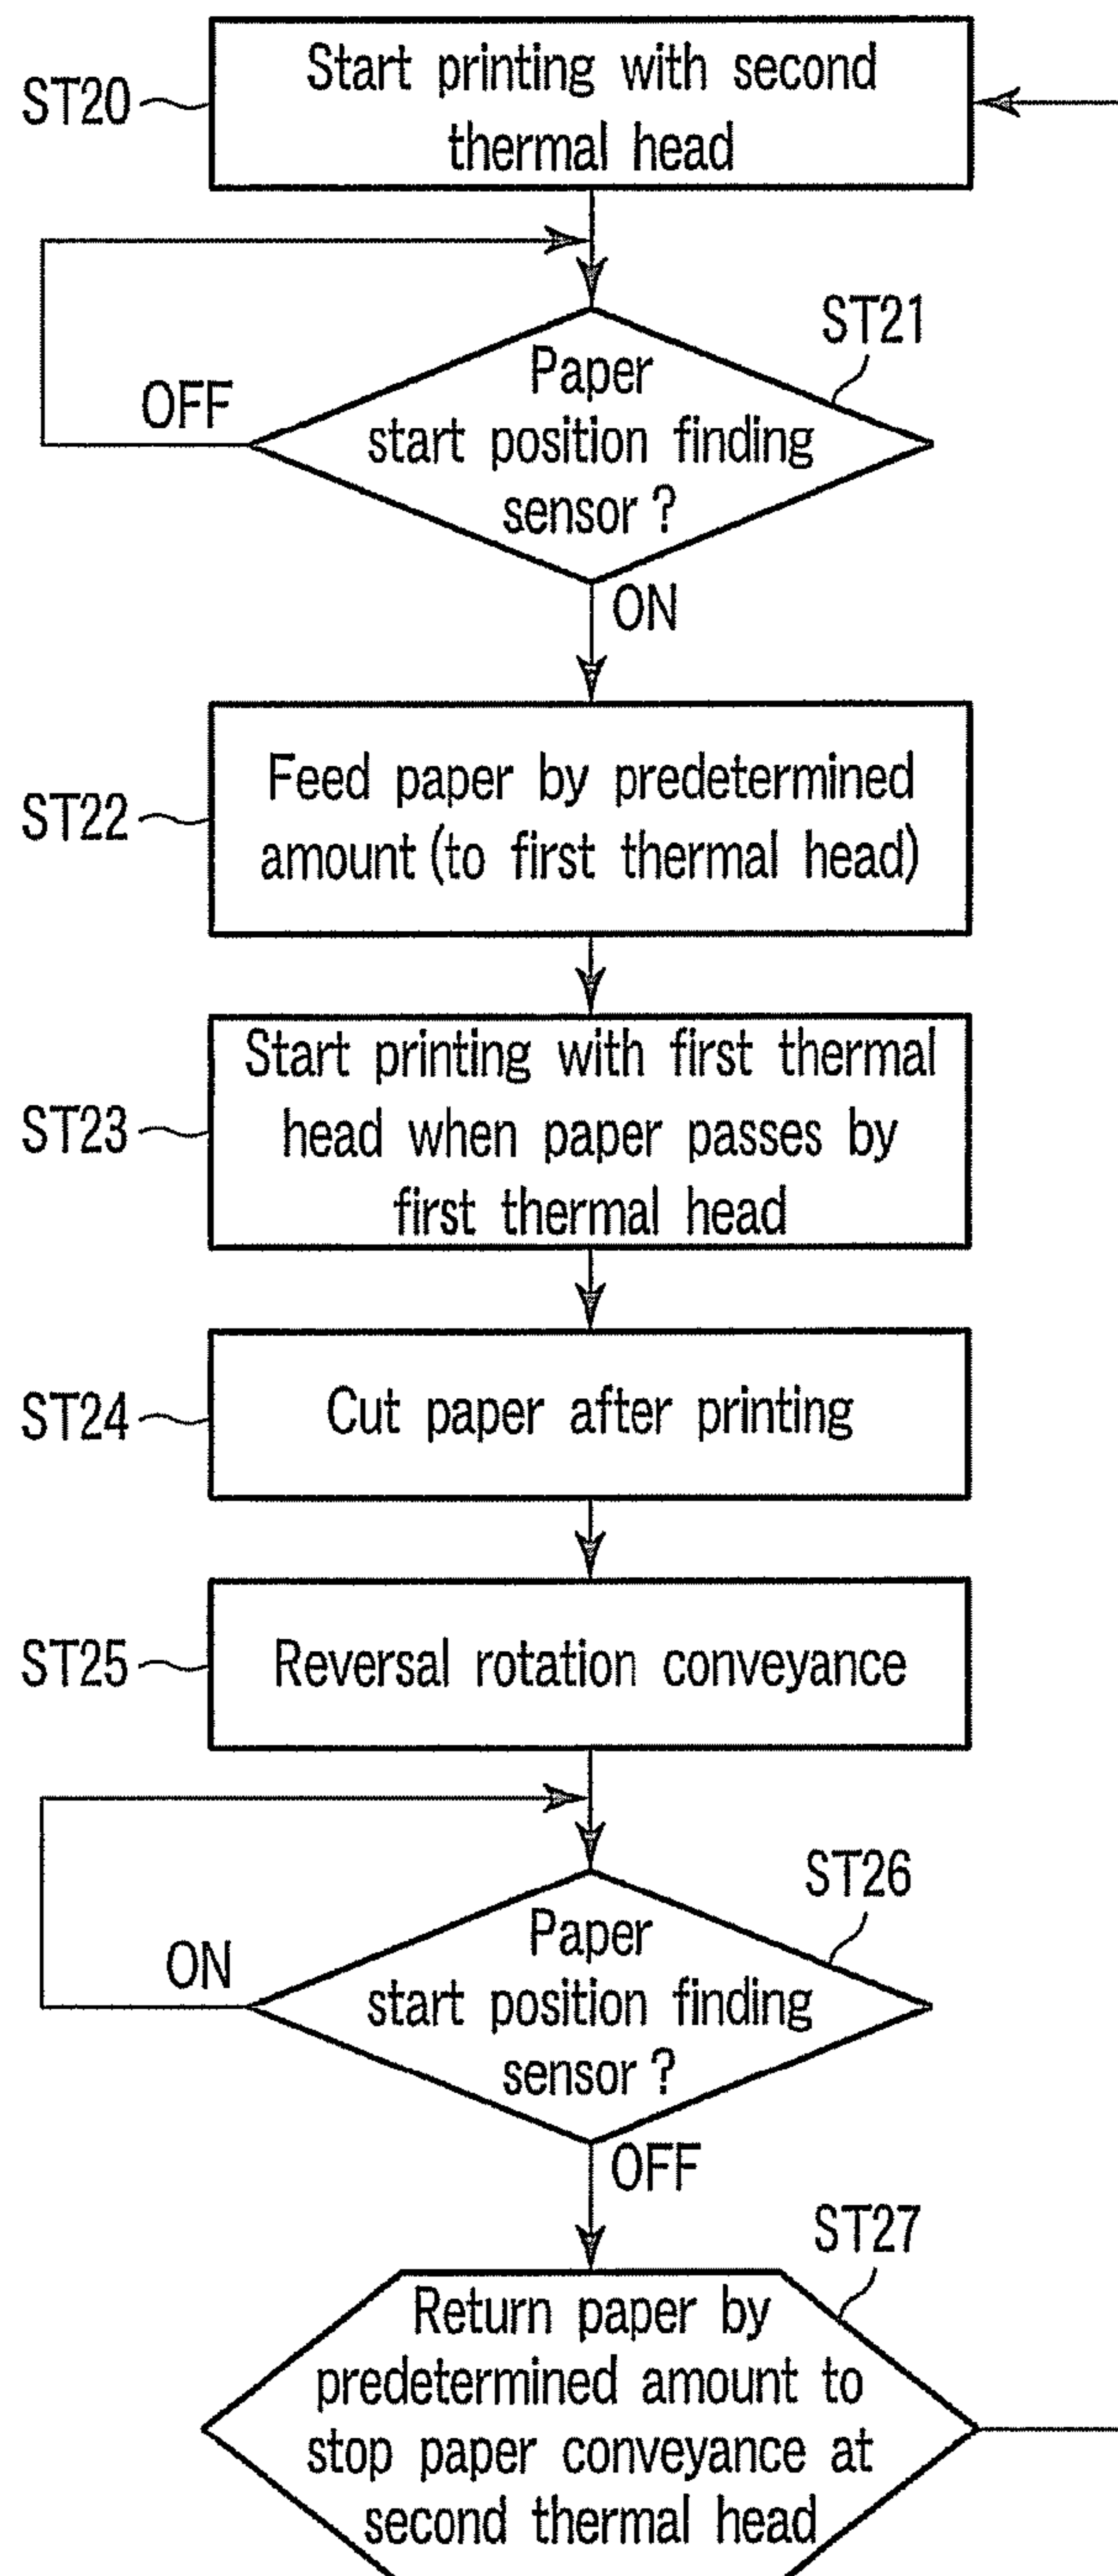 ST20
Start printing with second
thermal head
ST21
Paper
start position finding
sensor ?
OFF
ON
ST22
Feed paper by predetermined
amount (to first thermal head)
ST23
Start printing with first thermal
head when paper passes by
first thermal head
ST24
Cut paper after printing
ST25
Reversal rotation conveyance
ST26
Paper
start position finding
sensor ?
ON
OFF
ST27
Return paper by
predetermined amount to
stop paper conveyance at
second thermal head